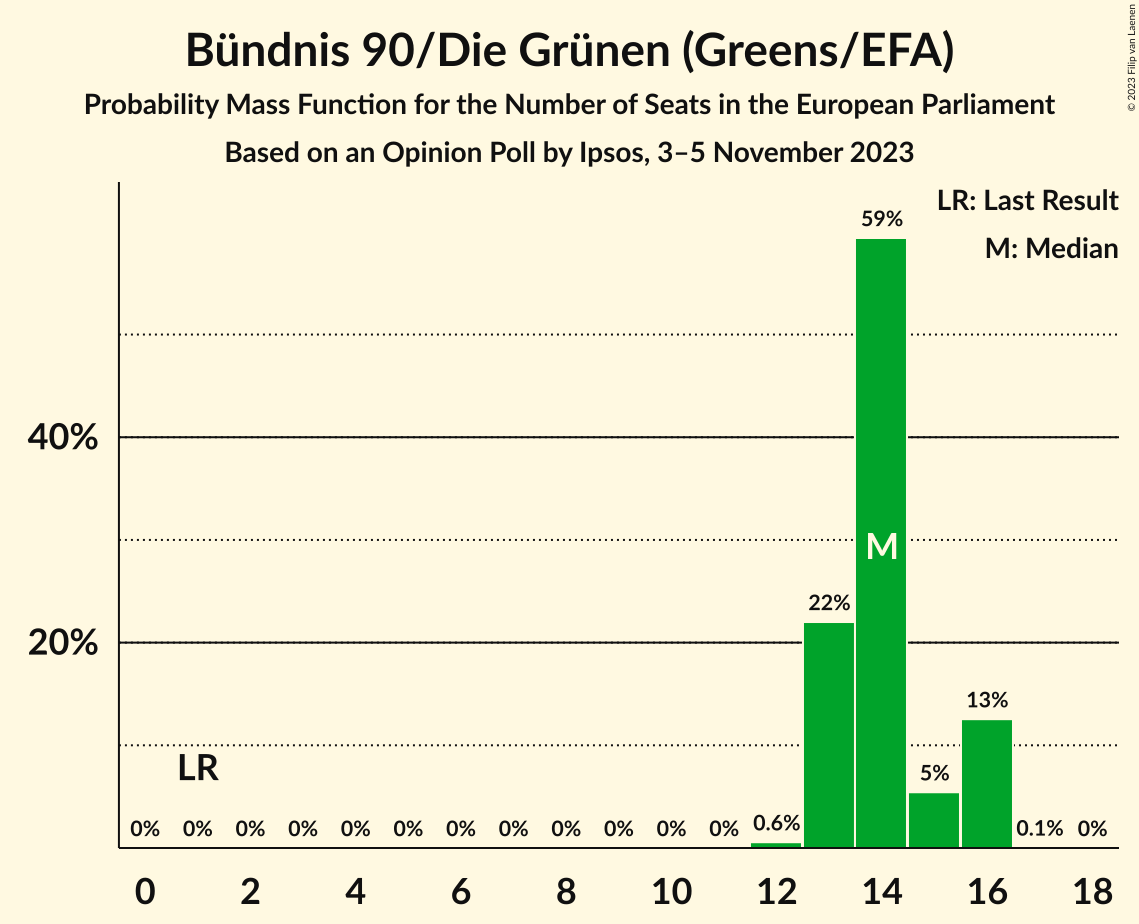 Bündnis 90/Die Grünen (Greens/EFA)
Probability Mass Function for the Number of Seats in the European Parliament
Based on an Opinion Poll by Ipsos, 3–5 November 2023
© 2023 Filip van Laenen
LR: Last Result
M: Median
59%
40%
M
22%
20%
13%
LR
5%
0% 0% 0% 0% 0% 0% 0% 0% 0% 0% 0% 0% 0.6% 0.1% 0%
0 2 4 6 8 10 12 14 16 18